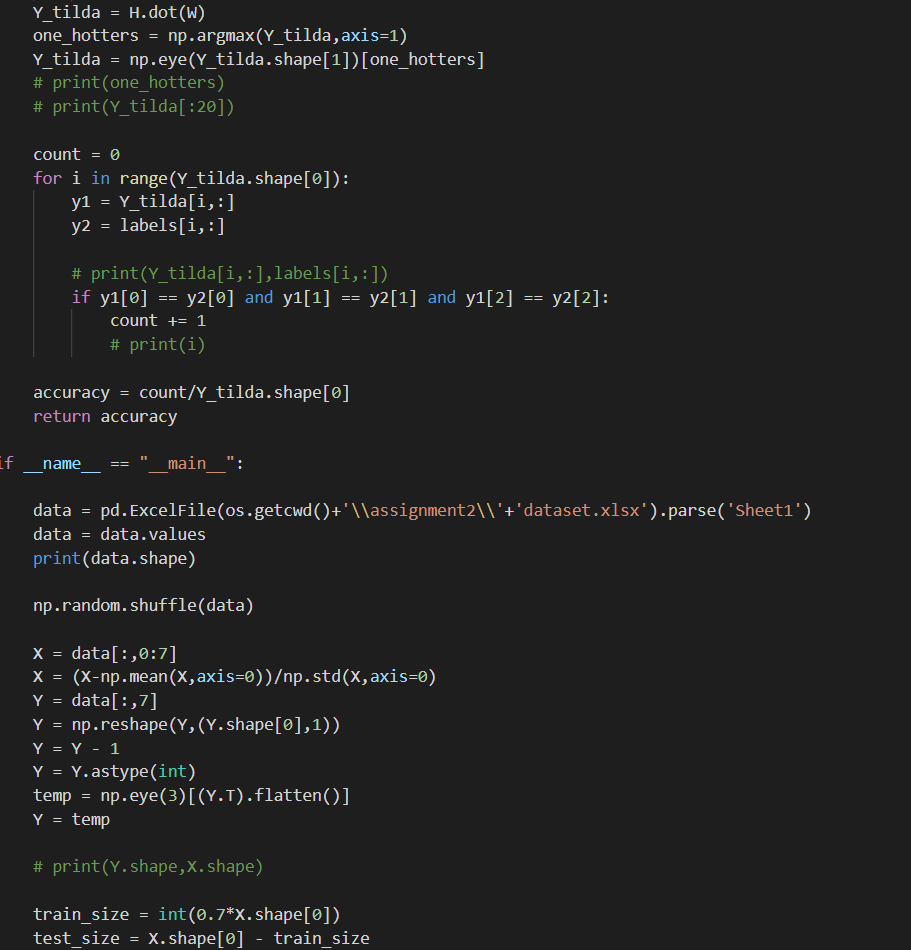 Y_tilda = H.dot(W)
one_hotters = np.argmax(Y_tilda,axis=1)
Y_tilda = np.eye(Y_tilda.shape[1])[one_hotters]
# print(one_hotters)
# print(Y_tilda[:20])
count = 0
for i in range(Y_tilda.shape[0]):
y1 = Y_tilda[i,:]
y2 = labels[i,:]
# print(Y_tilda[i,:],labels[i,:])
if y1[0] == y2[0] and y1[1] == y2[1] and y1[2] == y2[2]:
count += 1
# print(i)
accuracy = count/Y_tilda.shape[0]
return accuracy
if __name__ == "__main__":
data = pd.ExcelFile(os.getcwd()+'\\assignment2\\'+'dataset.xlsx').parse('Sheet1')
data = data.values
print(data.shape)
np.random.shuffle(data)
X = data[:,0:7]
X = (X-np.mean(X,axis=0))/np.std(X,axis=0)
Y = data[:,7]
Y = np.reshape(Y,(Y.shape[0],1))
Y = Y - 1
Y = Y.astype(int)
temp = np.eye(3)[(Y.T).flatten()]
Y = temp
# print(Y.shape,X.shape)
train_size = int(0.7*X.shape[0])
test_size = X.shape[0] - train_size